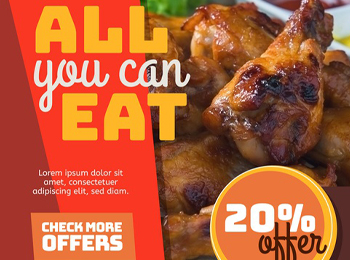 ALL
you can
EAT
Lorem ipsum dolor sit
amet, consectetuer
adipiscing elit, sed diam.
CHECK MORE
OFFERS
20%
offer